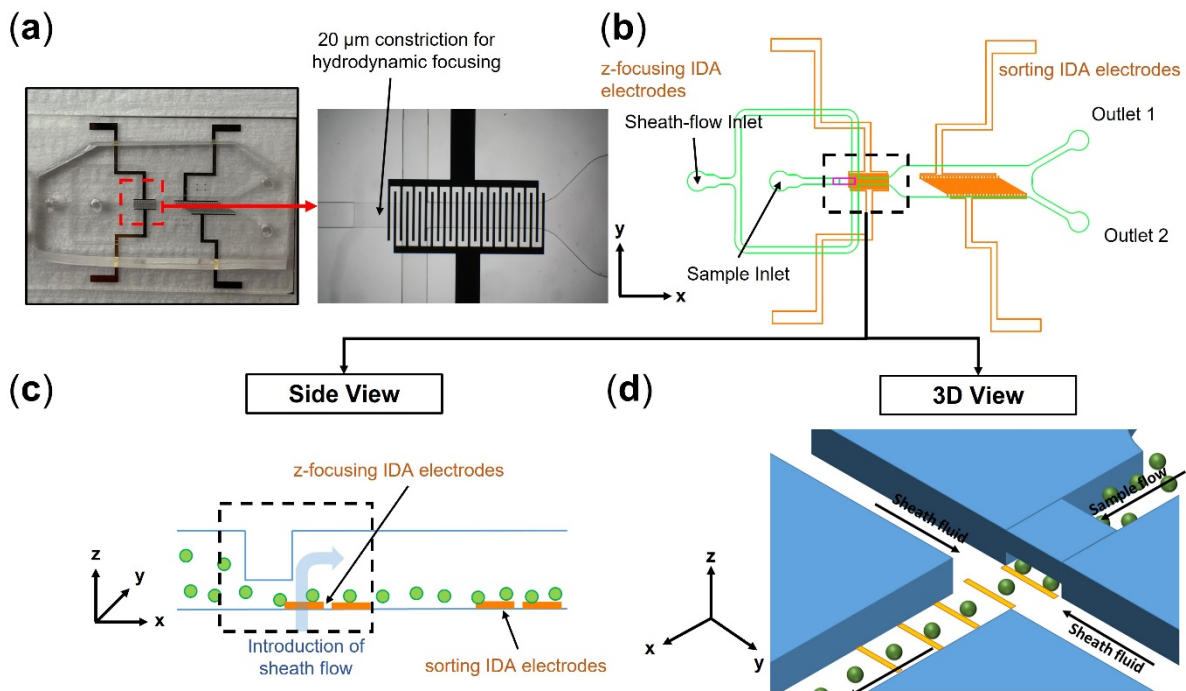 (a)
20 μm constriction for
hydrodynamic focusing
y
x
(b)
z-focusing IDA
electrodes
sorting IDA electrodes
Sheath-flow Inlet
Outlet 1
Sample Inlet
Outlet 2
Side View
3D View
(c)
z-focusing IDA electrodes
z
y
x
Introduction of
sheath flow
sorting IDA electrodes
(d)
Sample flow
Sheath fluid
z
x
y
Sheath fluid